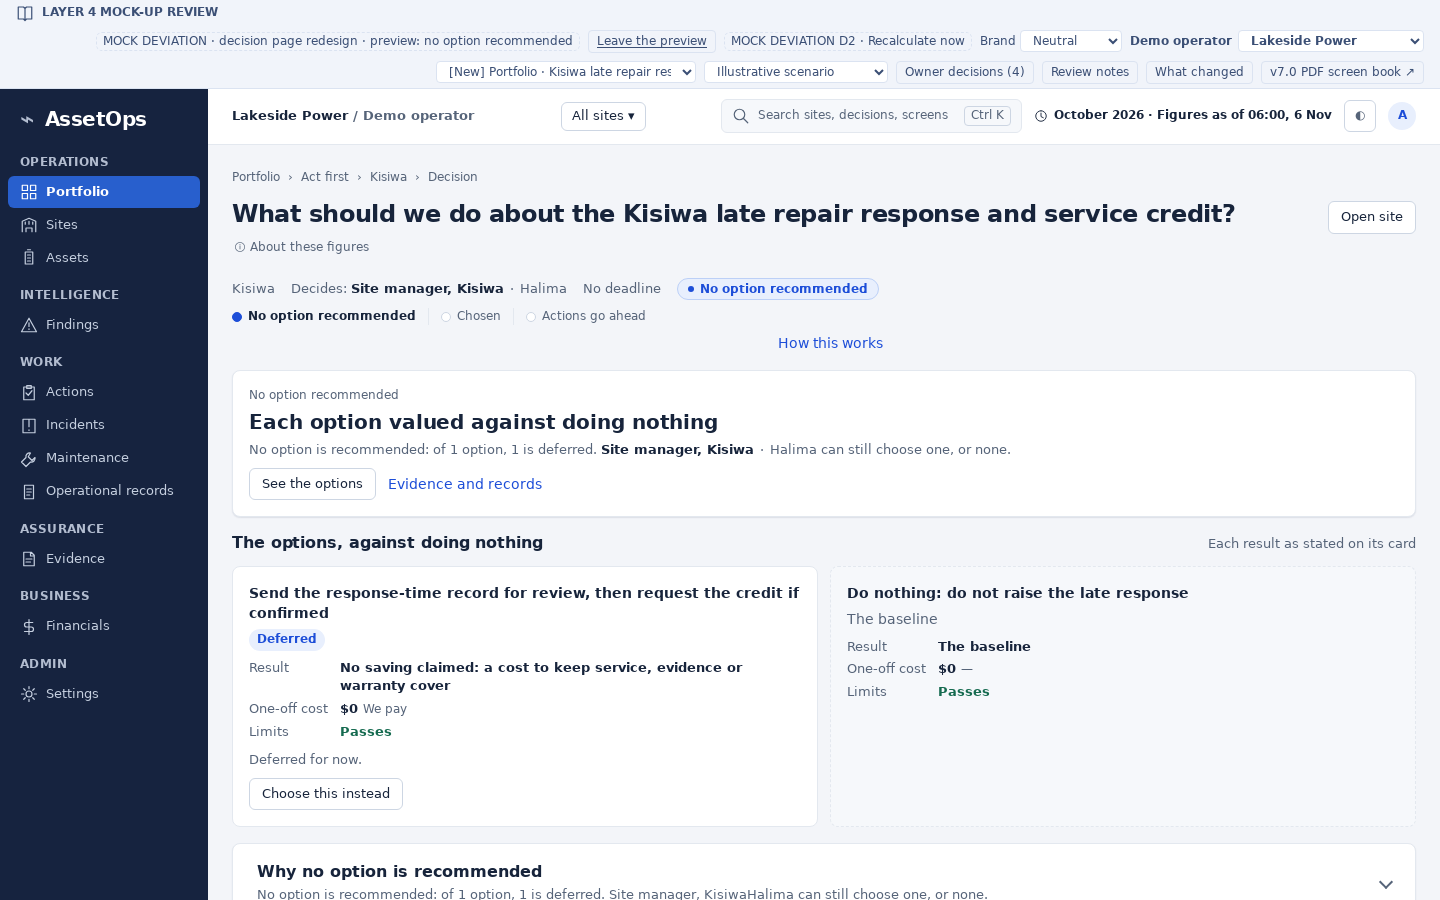 LAYER 4 MOCK-UP REVIEW
MOCK DEVIATION · decision page redesign · preview: no option recommended
Leave the preview
MOCK DEVIATION D2 · Recalculate now
Brand
Neutral
Demo operator
Lakeside Power
[New] Portfolio · Kisiwa late repair res
Illustrative scenario
Owner decisions (4)
Review notes
What changed
v7.0 PDF screen book ↗
AssetOps
OPERATIONS
Portfolio
Sites
Assets
INTELLIGENCE
Findings
WORK
Actions
Incidents
Maintenance
Operational records
ASSURANCE
Evidence
BUSINESS
Financials
ADMIN
Settings
Lakeside Power / Demo operator
All sites ▾
Search sites, decisions, screens
Ctrl K
October 2026 · Figures as of 06:00, 6 Nov
A
Portfolio › Act first › Kisiwa › Decision
What should we do about the Kisiwa late repair response and service credit?
Open site
About these figures
Kisiwa Decides: Site manager, Kisiwa · Halima No deadline No option recommended
No option recommended Chosen Actions go ahead
How this works
No option recommended
Each option valued against doing nothing
No option is recommended: of 1 option, 1 is deferred. Site manager, Kisiwa · Halima can still choose one, or none.
See the options
Evidence and records
The options, against doing nothing
Each result as stated on its card
Send the response-time record for review, then request the credit if
confirmed
Deferred
Result No saving claimed: a cost to keep service, evidence or
warranty cover
One-off cost $0 We pay
Limits Passes
Deferred for now.
Choose this instead
Do nothing: do not raise the late response
The baseline
Result The baseline
One-off cost $0 —
Limits Passes
Why no option is recommended
No option is recommended: of 1 option, 1 is deferred. Site manager, KisiwaHalima can still choose one, or none.